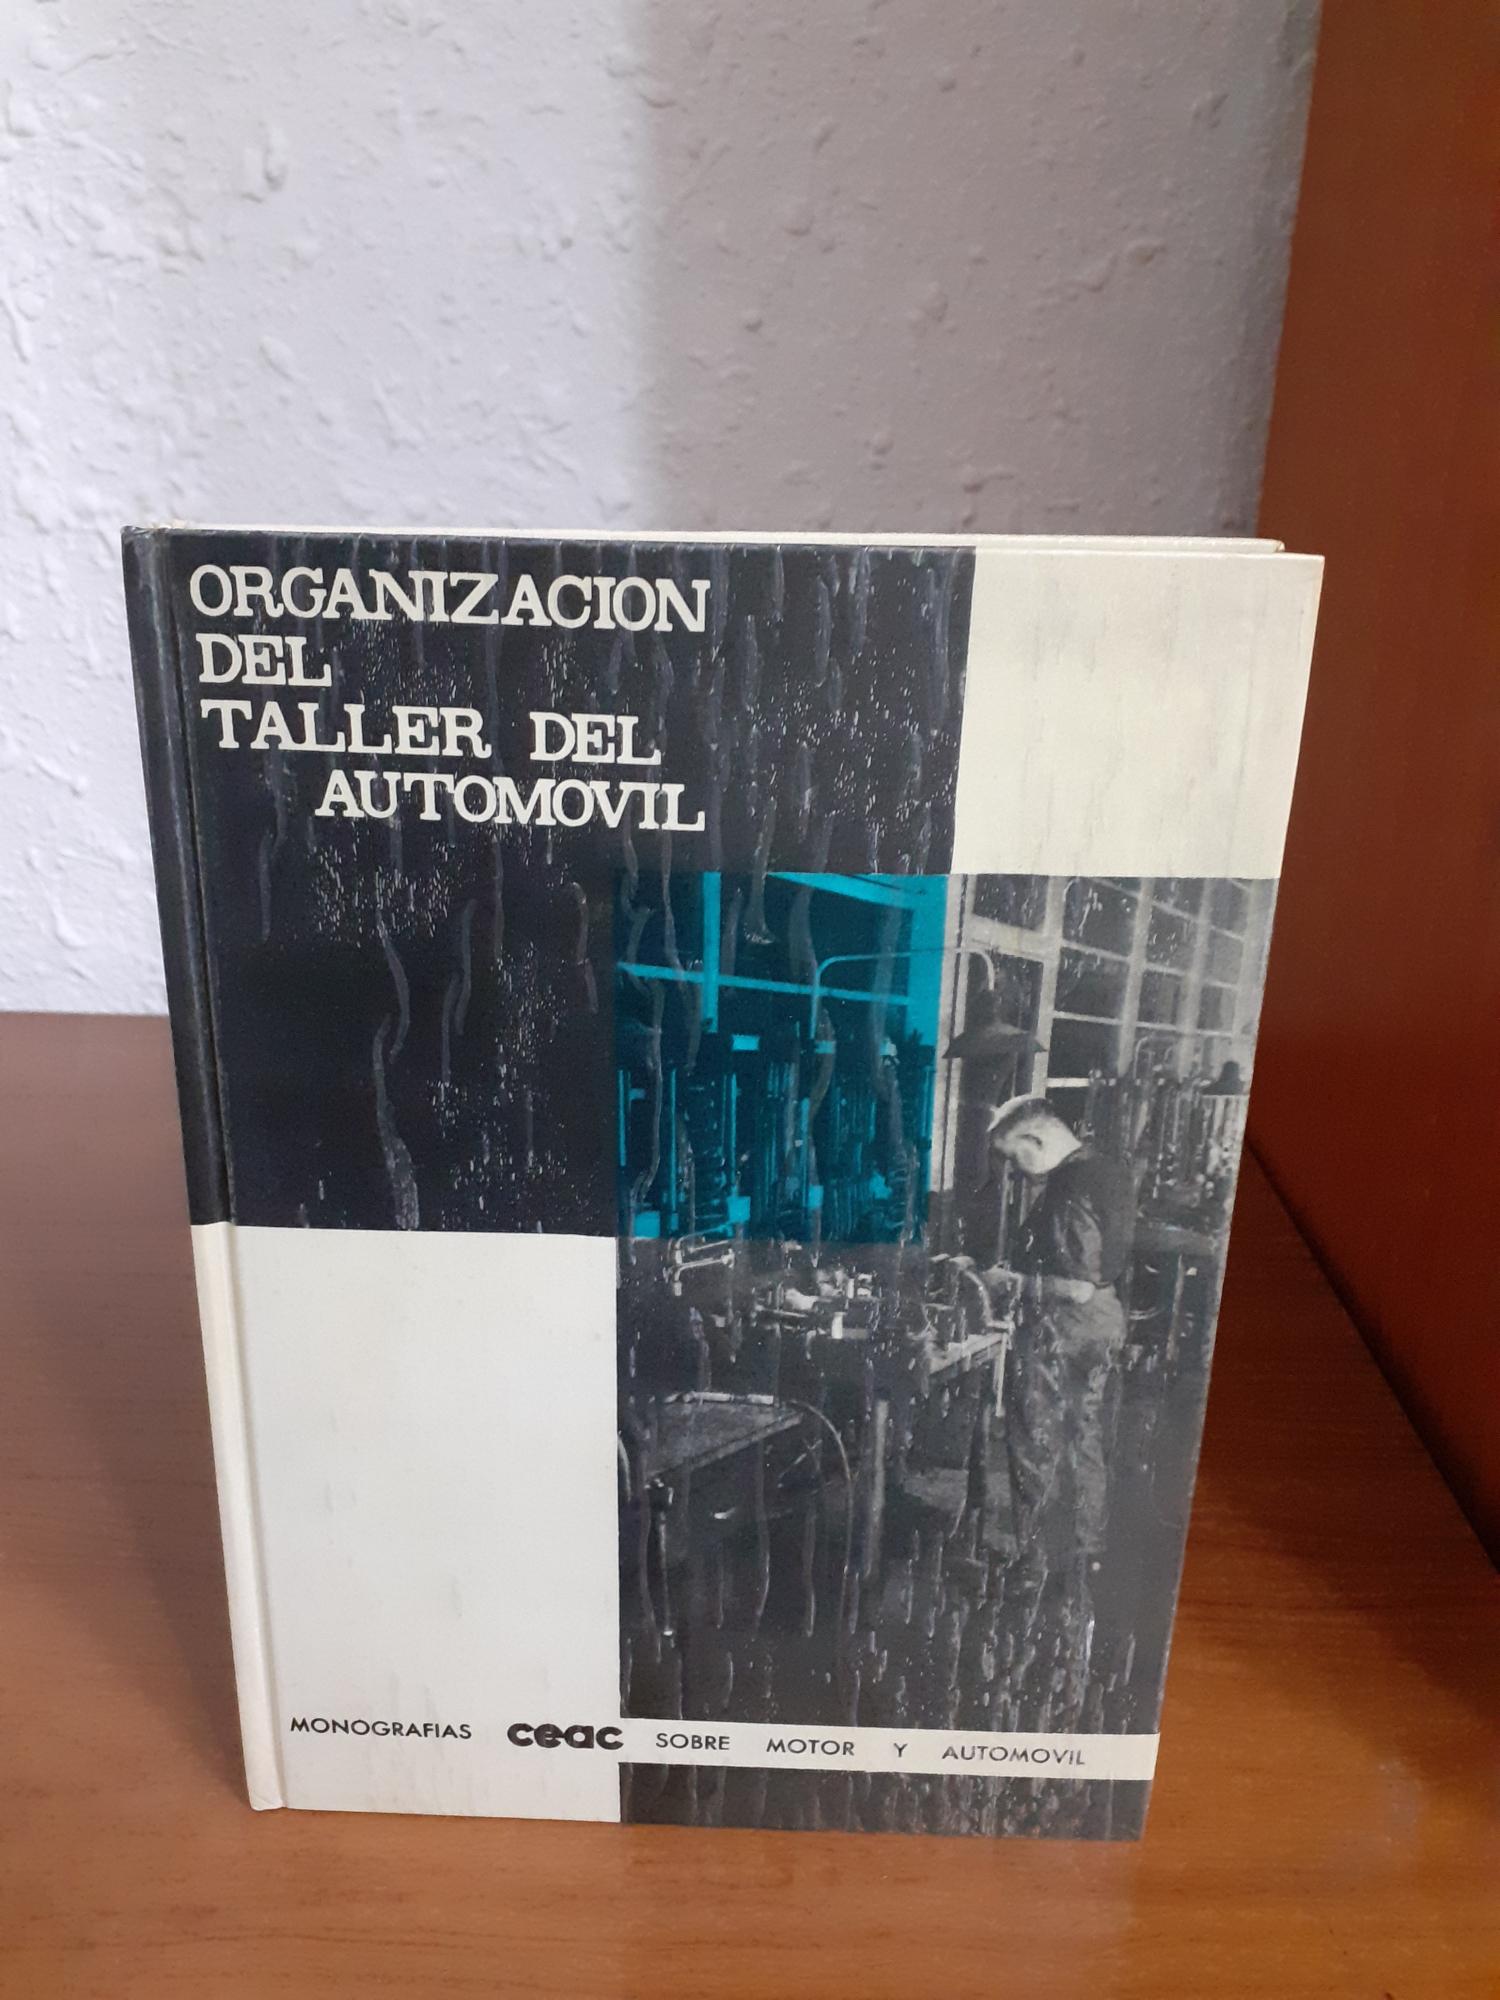 ORGANIZACION
DEL
TALLER DEL
AUTOMOVIL
MONOGRAFIAS ceac SOBRE MOTOR Y AUTOMOVIL